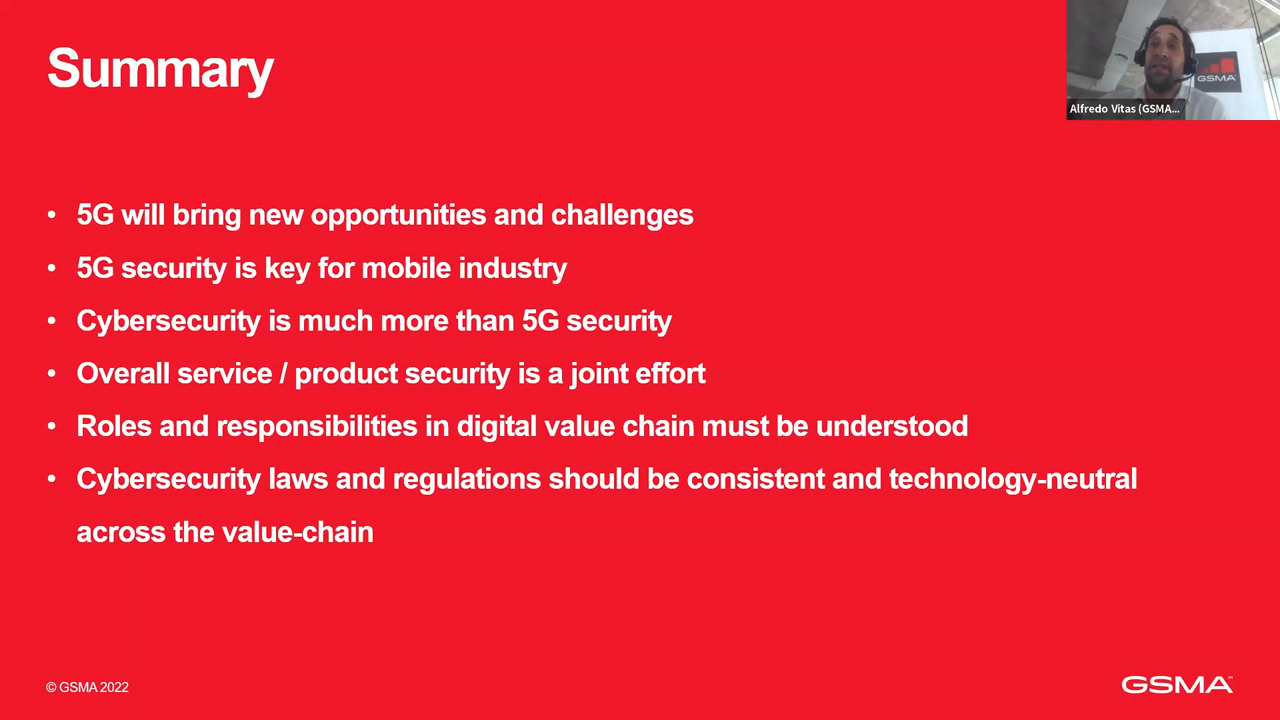 Summary
GSMA
Alfredo Vitas (GSMA...
• 5G will bring new opportunities and challenges
• 5G security is key for mobile industry
• Cybersecurity is much more than 5G security
• Overall service / product security is a joint effort
• Roles and responsibilities in digital value chain must be understood
• Cybersecurity laws and regulations should be consistent and technology-neutral
across the value-chain
© GSMA 2022
GSMA™